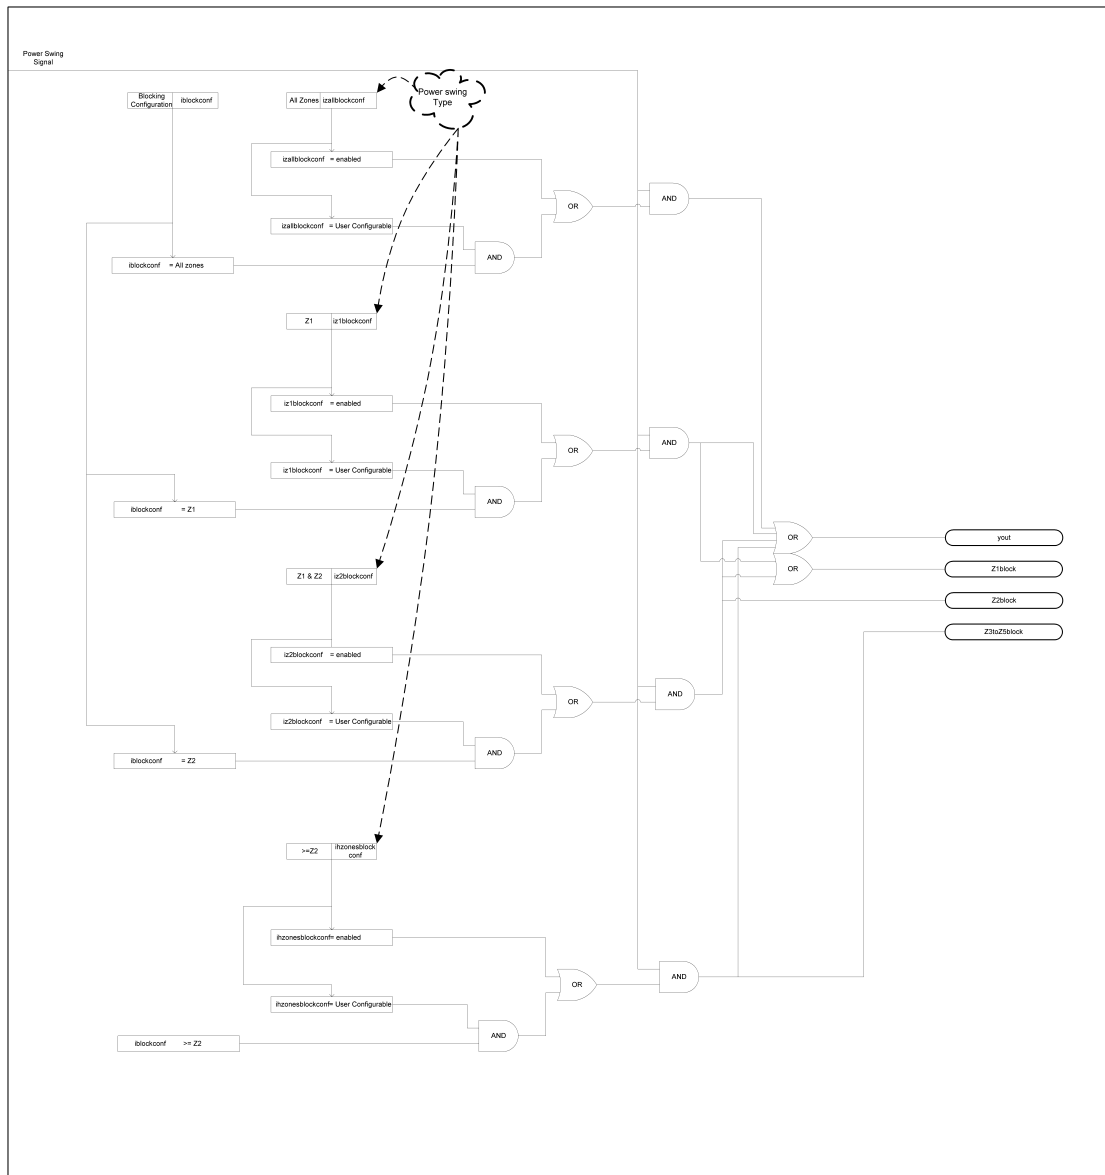 Power Swing
Signal
Blocking
Configuration
iblockconf
All Zones
izallblockconf
Power swing
Type
izallblockconf = enabled
OR
AND
izallblockconf = User Configurable
AND
iblockconf = All zones
Z1
iz1blockconf
iz1blockconf = enabled
OR
AND
iz1blockconf = User Configurable
AND
iblockconf = Z1
OR
yout
OR
Z1block
Z1 & Z2
iz2blockconf
Z2block
Z3toZ5block
iz2blockconf = enabled
OR
AND
iz2blockconf = User Configurable
AND
iblockconf = Z2
>=Z2
ihzonesblock
conf
ihzonesblockconf= enabled
OR
AND
ihzonesblockconf= User Configurable
AND
iblockconf >= Z2